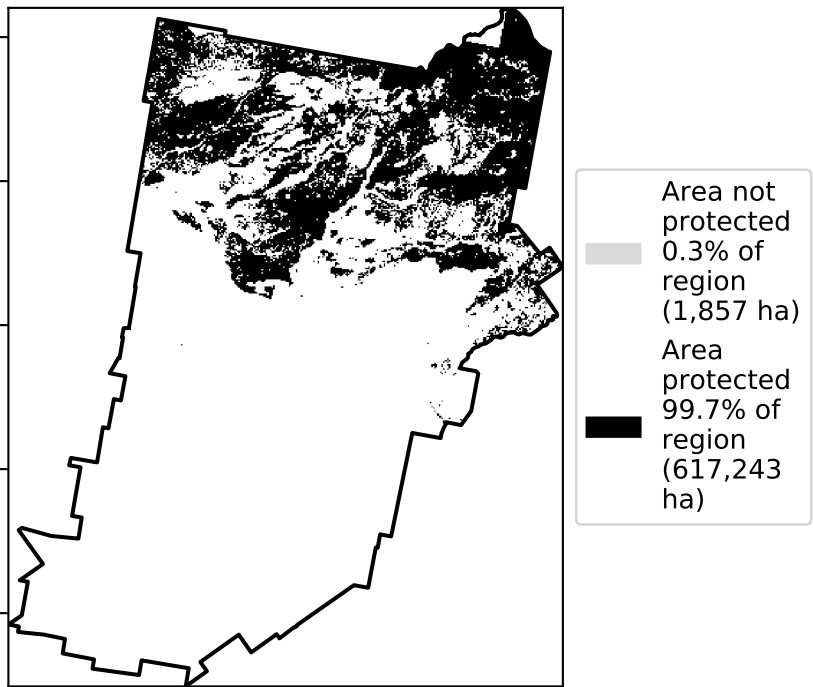 Area not
protected
0.3% of
region
(1,857 ha)
Area
protected
99.7% of
region
(617,243
ha)